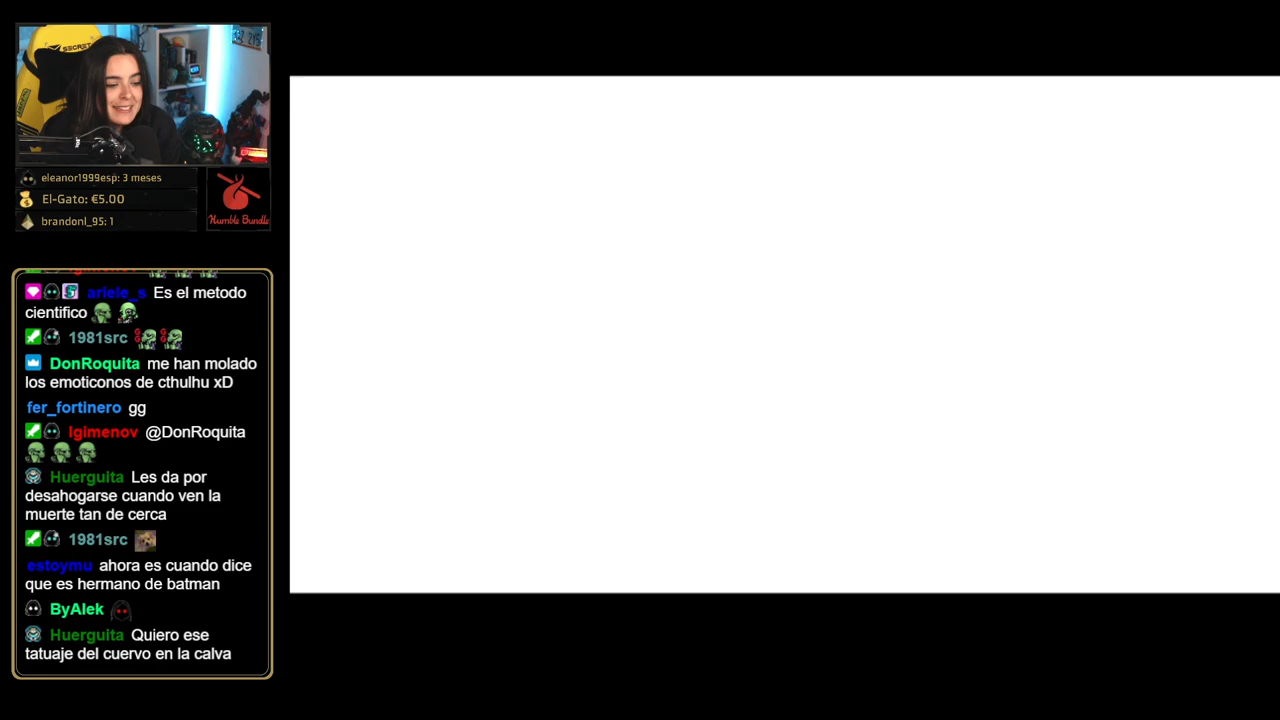 SECRET
eleanor1999esp: 3 meses
El-Gato: €5.00
brandonl_95: 1
Humble Bundle
ariele_s Es el metodo
cientifico
1981src
DonRoquita me han molado
los emoticonos de cthulhu xD
fer_fortinero gg
Igimenov @DonRoquita
Huerguita Les da por
desahogarse cuando ven la
muerte tan de cerca
1981src
estoymu ahora es cuando dice
que es hermano de batman
ByAlek
Huerguita Quiero ese
tatuaje del cuervo en la calva